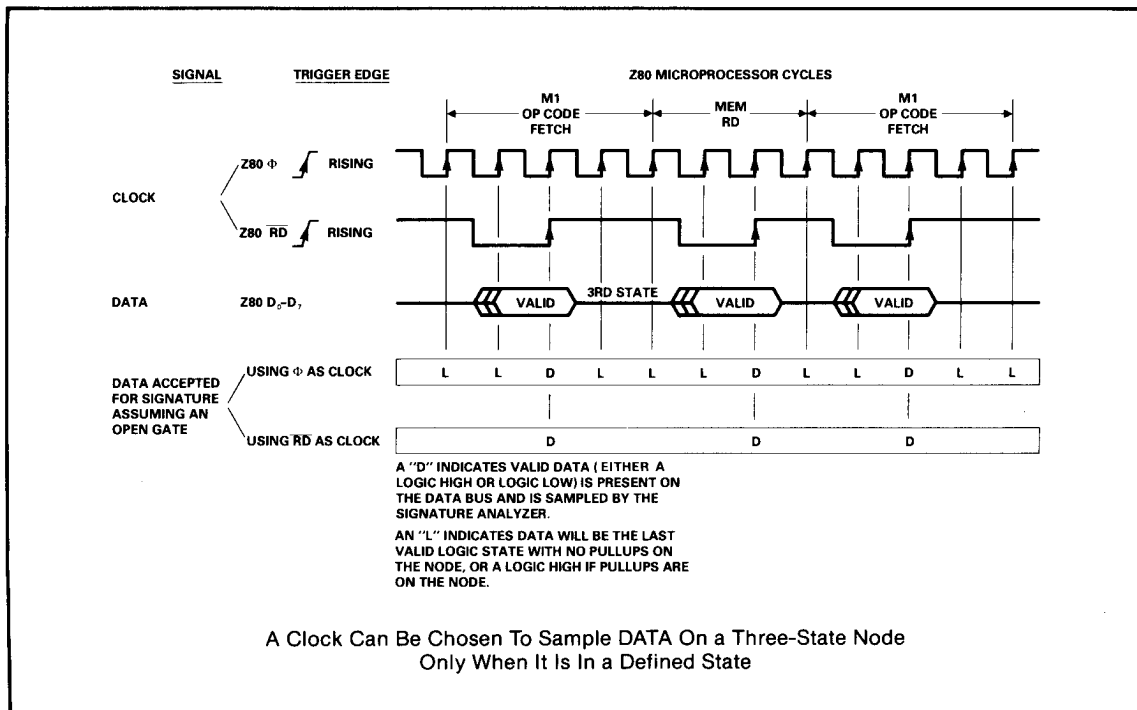 SIGNAL TRIGGER EDGE Z80 MICROPROCESSOR CYCLES
M1 OP CODE FETCH
MEM RD
M1 OP CODE FETCH
CLOCK
Z80 Φ RISING
Z80 RD RISING
DATA Z80 D0-D7 VALID 3RD STATE VALID VALID
DATA ACCEPTED
FOR SIGNATURE
ASSUMING AN
OPEN GATE
USING Φ AS CLOCK L L D L L L D L L D L L
USING RD AS CLOCK D D D
A "D" INDICATES VALID DATA ( EITHER A
LOGIC HIGH OR LOGIC LOW) IS PRESENT ON
THE DATA BUS AND IS SAMPLED BY THE
SIGNATURE ANALYZER.
AN "L" INDICATES DATA WILL BE THE LAST
VALID LOGIC STATE WITH NO PULLUPS ON
THE NODE, OR A LOGIC HIGH IF PULLUPS ARE
ON THE NODE.
A Clock Can Be Chosen To Sample DATA On a Three-State Node
Only When It Is In a Defined State